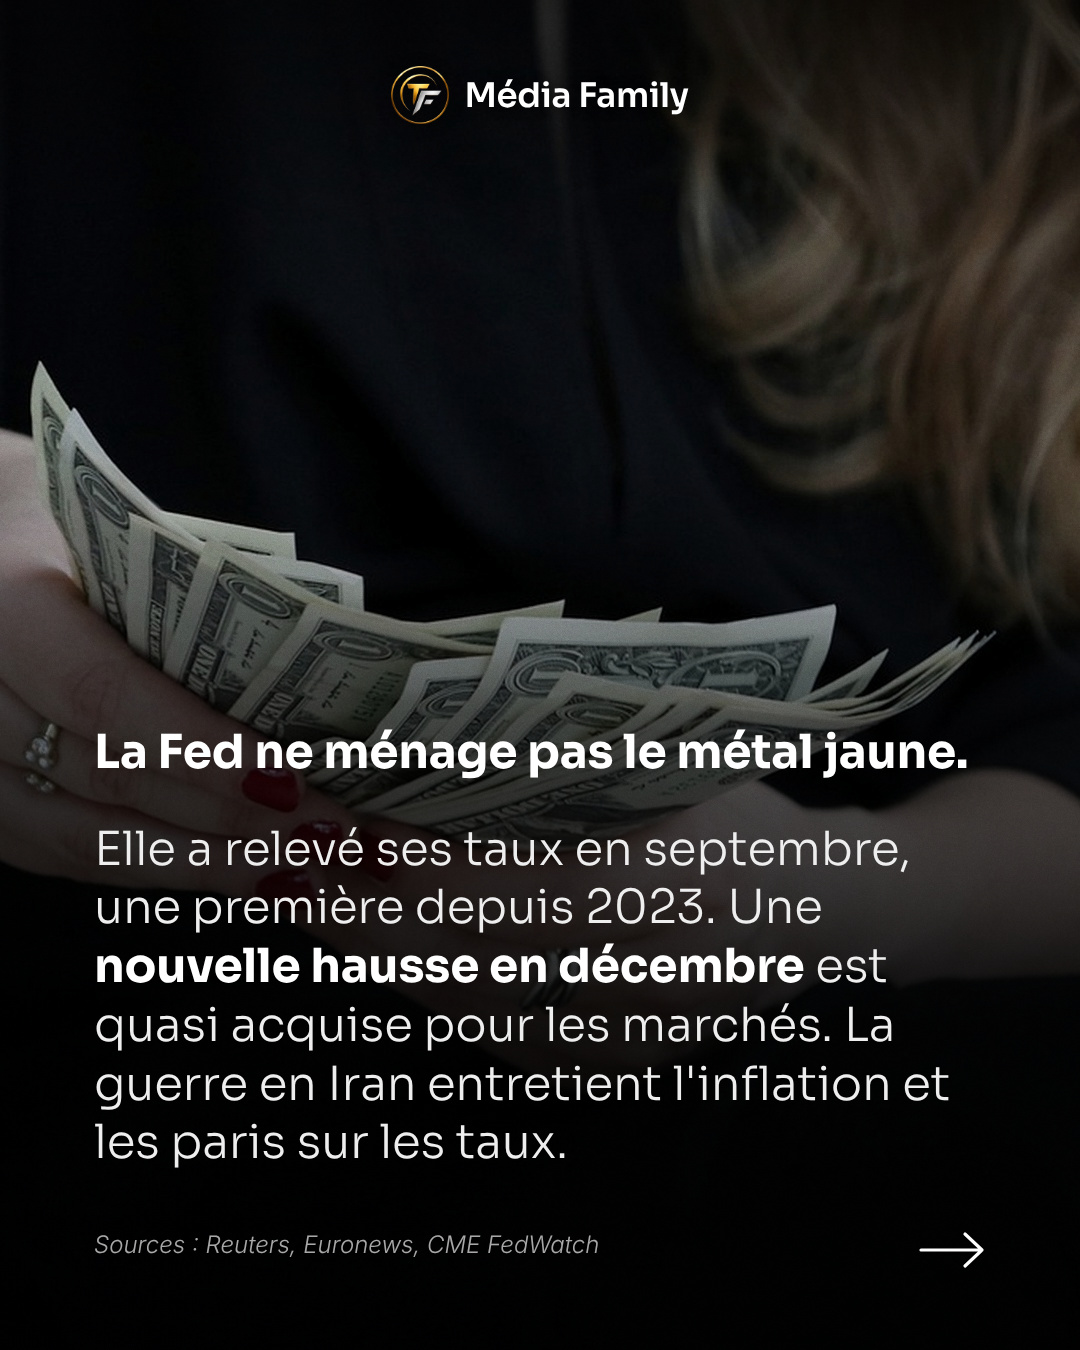 TF Média Family
La Fed ne ménage pas le métal jaune.
Elle a relevé ses taux en septembre,
une première depuis 2023. Une
nouvelle hausse en décembre est
quasi acquise pour les marchés. La
guerre en Iran entretient l'inflation et
les paris sur les taux.
Sources : Reuters, Euronews, CME FedWatch